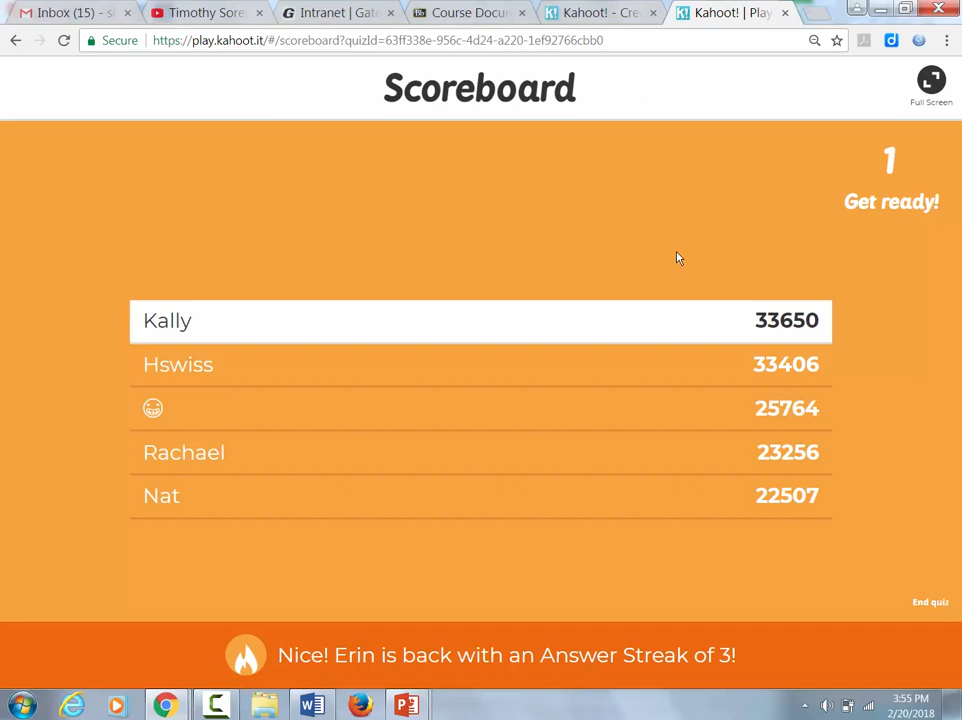 Inbox (15) - s
Timothy Sore
Intranet | Gate
Course Docu
Kahoot! - Cre
Kahoot! | Play
Secure
https://play.kahoot.it/#/scoreboard?quizId=63ff338e-956c-4d24-a220-1ef92766cbb0
Scoreboard
Full Screen
1
Get ready!
Kally 33650
Hswiss 33406
25764
Rachael 23256
Nat 22507
End quiz
Nice! Erin is back with an Answer Streak of 3!
3:55 PM
2/20/2018